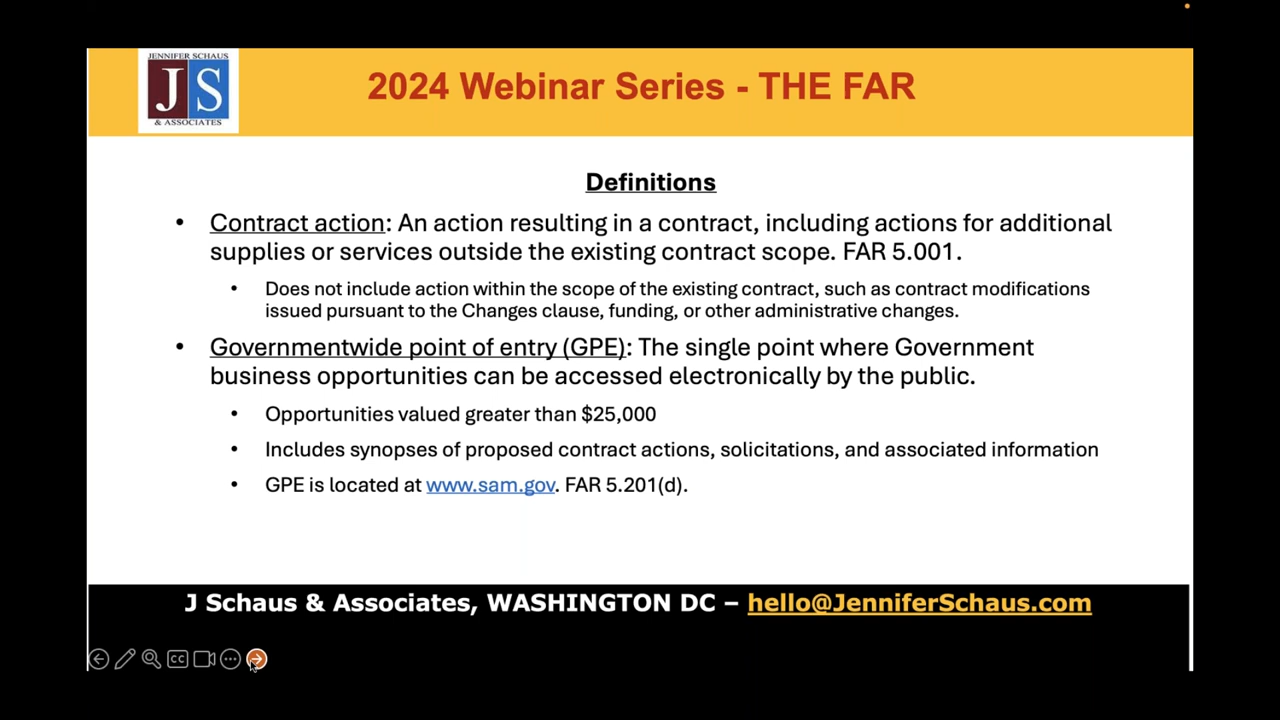 JENNIFER SCHAUS
JS
& ASSOCIATES
2024 Webinar Series - THE FAR
Definitions
• Contract action: An action resulting in a contract, including actions for additional
supplies or services outside the existing contract scope. FAR 5.001.
• Does not include action within the scope of the existing contract, such as contract modifications
issued pursuant to the Changes clause, funding, or other administrative changes.
• Governmentwide point of entry (GPE): The single point where Government
business opportunities can be accessed electronically by the public.
• Opportunities valued greater than $25,000
• Includes synopses of proposed contract actions, solicitations, and associated information
• GPE is located at www.sam.gov. FAR 5.201(d).
J Schaus & Associates, WASHINGTON DC – hello@JenniferSchaus.com
CC